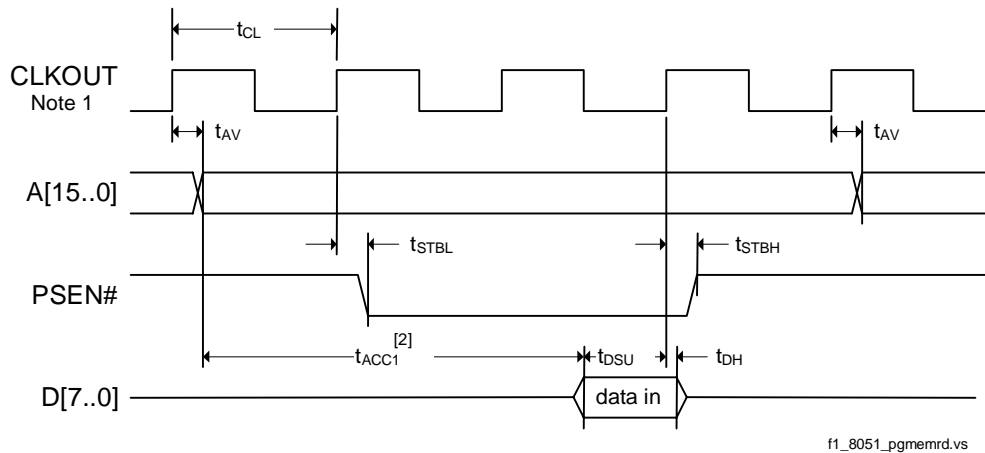 tCL
CLKOUT
Note 1
tAV
tAV
A[15..0]
tSTBL
tSTBH
PSEN#
[2]
tACC1
tDSU
tDH
D[7..0]
data in
f1_8051_pgmemrd.vs